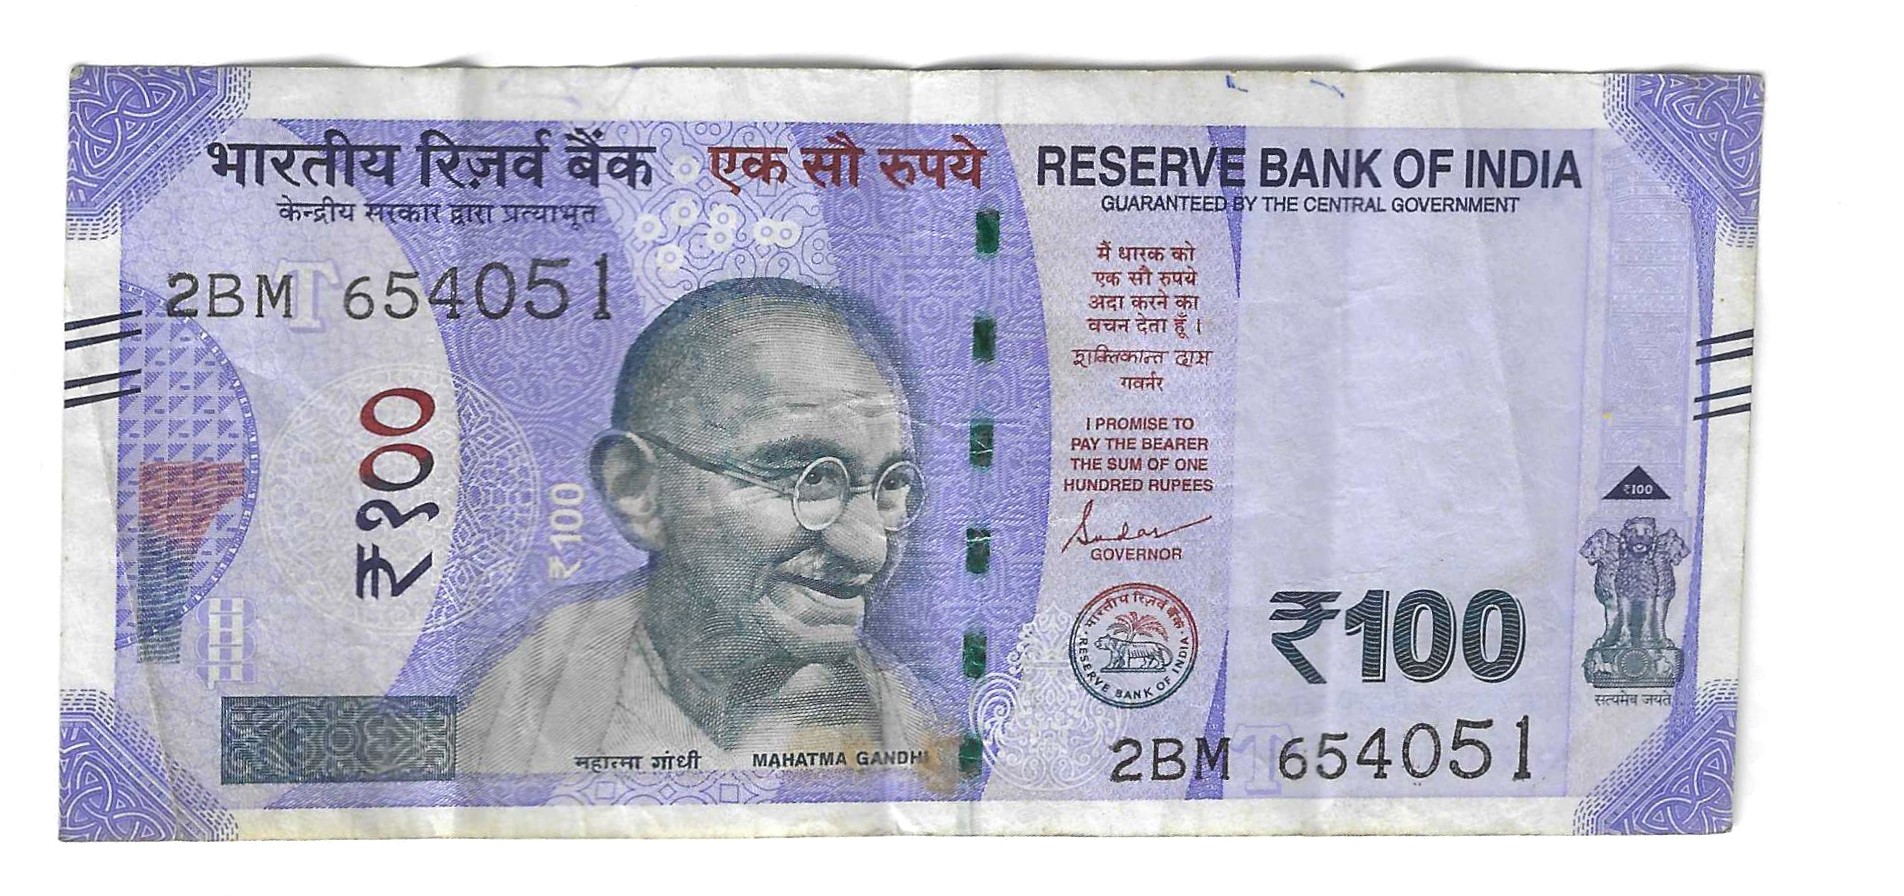 भारतीय रिज़र्व बैंक एक सौ रुपये RESERVE BANK OF INDIA
केन्द्रीय सरकार द्वारा प्रत्याभूत GUARANTEED BY THE CENTRAL GOVERNMENT
2BM 654051
₹१००
₹100
मैं धारक को
एक सौ रुपये
अदा करने का
वचन देता हूँ ।
शक्तिकान्त दास
गवर्नर
I PROMISE TO
PAY THE BEARER
THE SUM OF ONE
HUNDRED RUPEES
GOVERNOR
भारतीय रिज़र्व बैंक
RESERVE BANK OF INDIA
₹100
₹100
सत्यमेव जयते
महात्मा गांधी MAHATMA GANDHI
2BM 654051